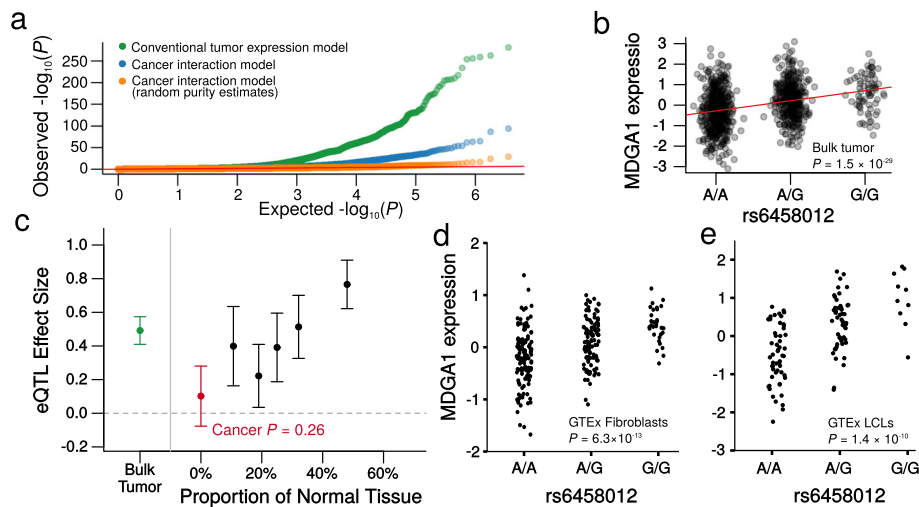 a
Observed -log10(P)
250
200
150
100
50
0
Conventional tumor expression model
Cancer interaction model
Cancer interaction model
(random purity estimates)
0
1
2
3
4
5
6
Expected -log10(P)
b
MDGA1 expressio
3
2
1
0
-1
-2
-3
Bulk tumor
P = 1.5 × 10-29
A/A
A/G
G/G
rs6458012
c
eQTL Effect Size
1.0
0.8
0.6
0.4
0.2
0.0
-0.2
Cancer P = 0.26
Bulk
Tumor
0%
20%
40%
60%
Proportion of Normal Tissue
d
MDGA1 expression
2
1
0
-1
-2
GTEx Fibroblasts
P = 6.3×10-13
A/A
A/G
G/G
rs6458012
e
2
1
0
-1
-2
-3
GTEx LCLs
P = 1.4 × 10-10
A/A
A/G
G/G
rs6458012